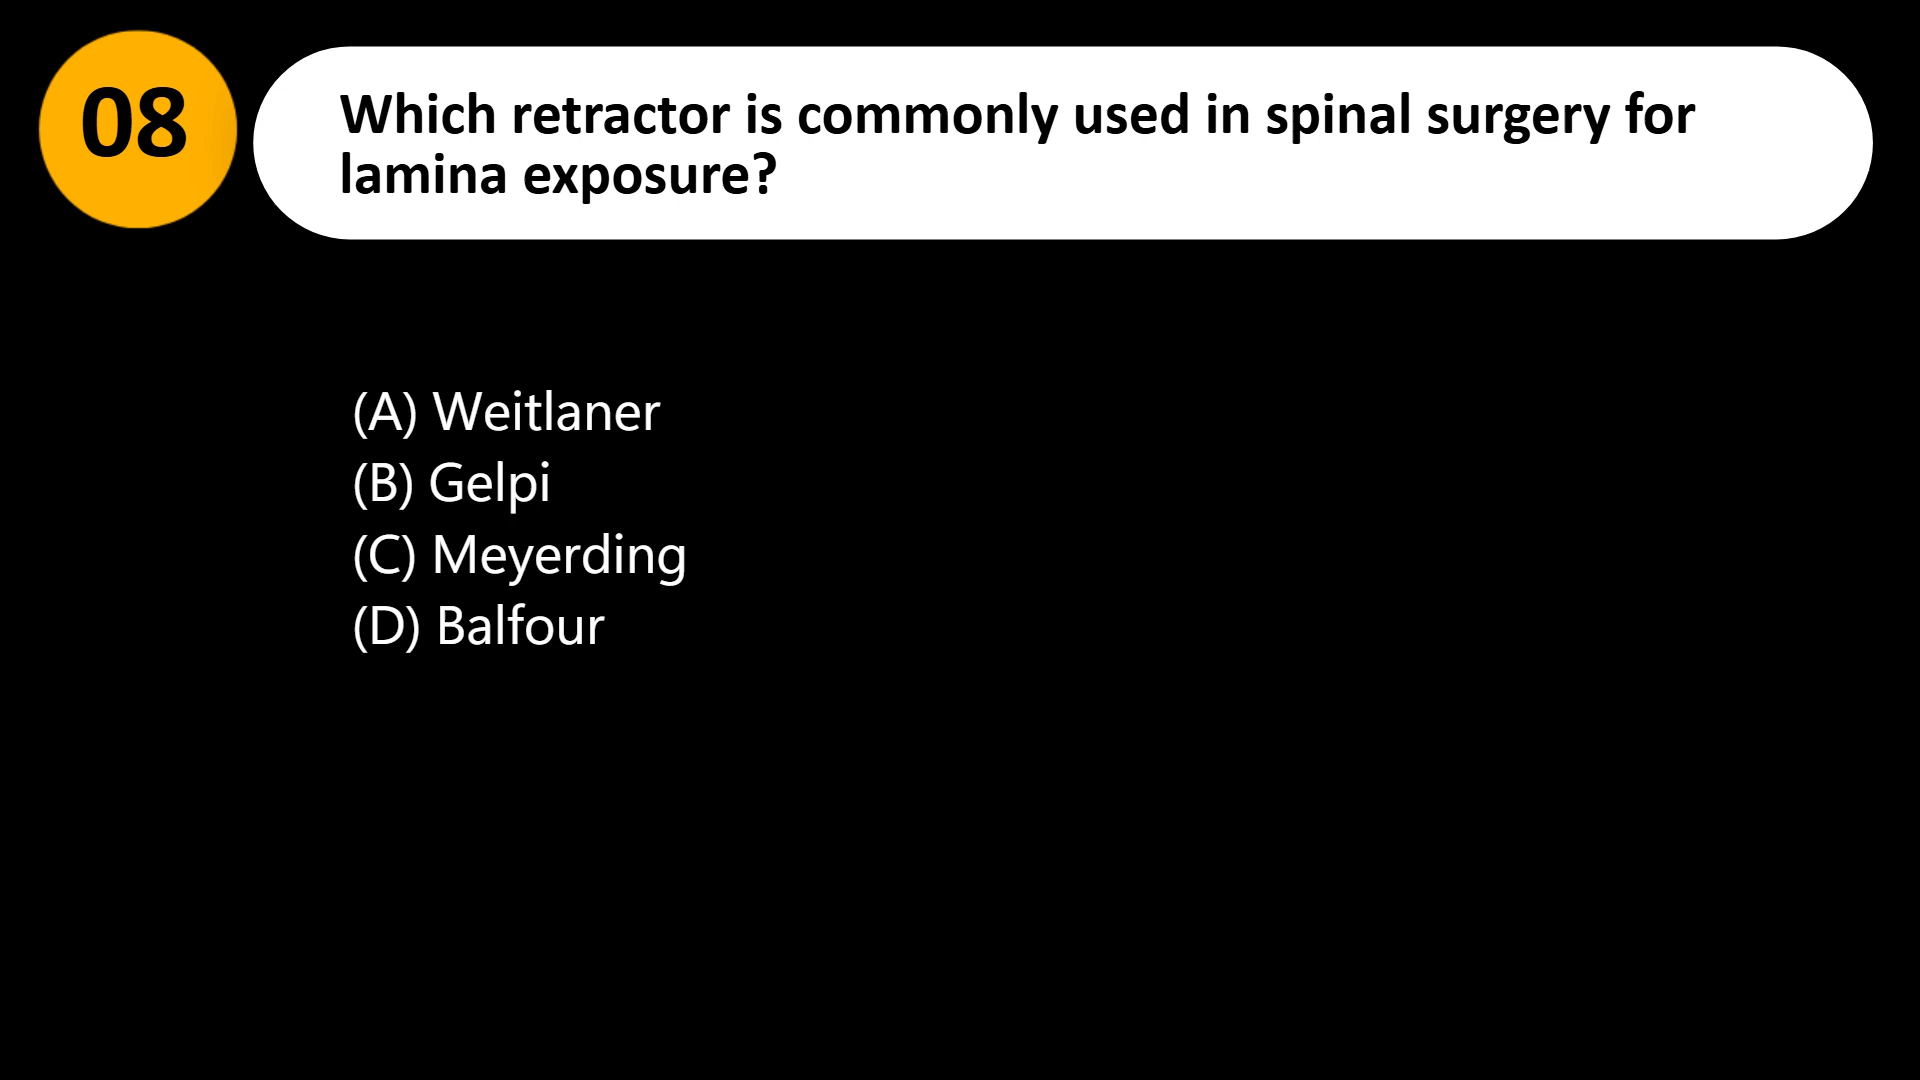 08
Which retractor is commonly used in spinal surgery for
lamina exposure?
(A) Weitlaner
(B) Gelpi
(C) Meyerding
(D) Balfour